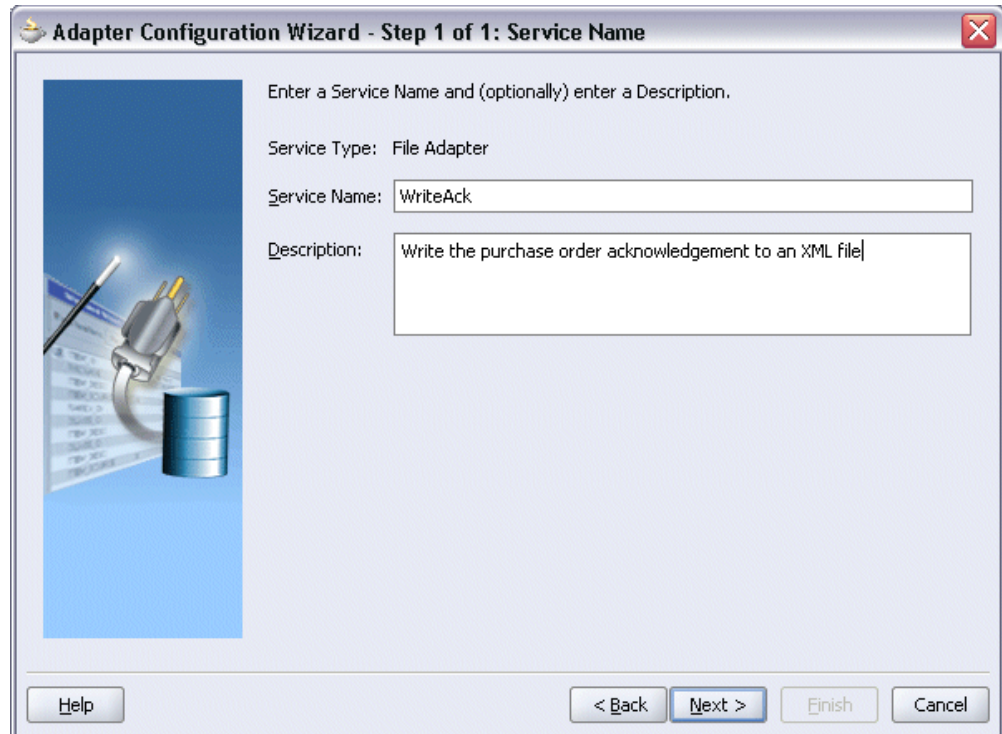 Adapter Configuration Wizard - Step 1 of 1: Service Name
Enter a Service Name and (optionally) enter a Description.
Service Type: File Adapter
Service Name: WriteAck
Description: Write the purchase order acknowledgement to an XML file
Help < Back Next > Finish Cancel